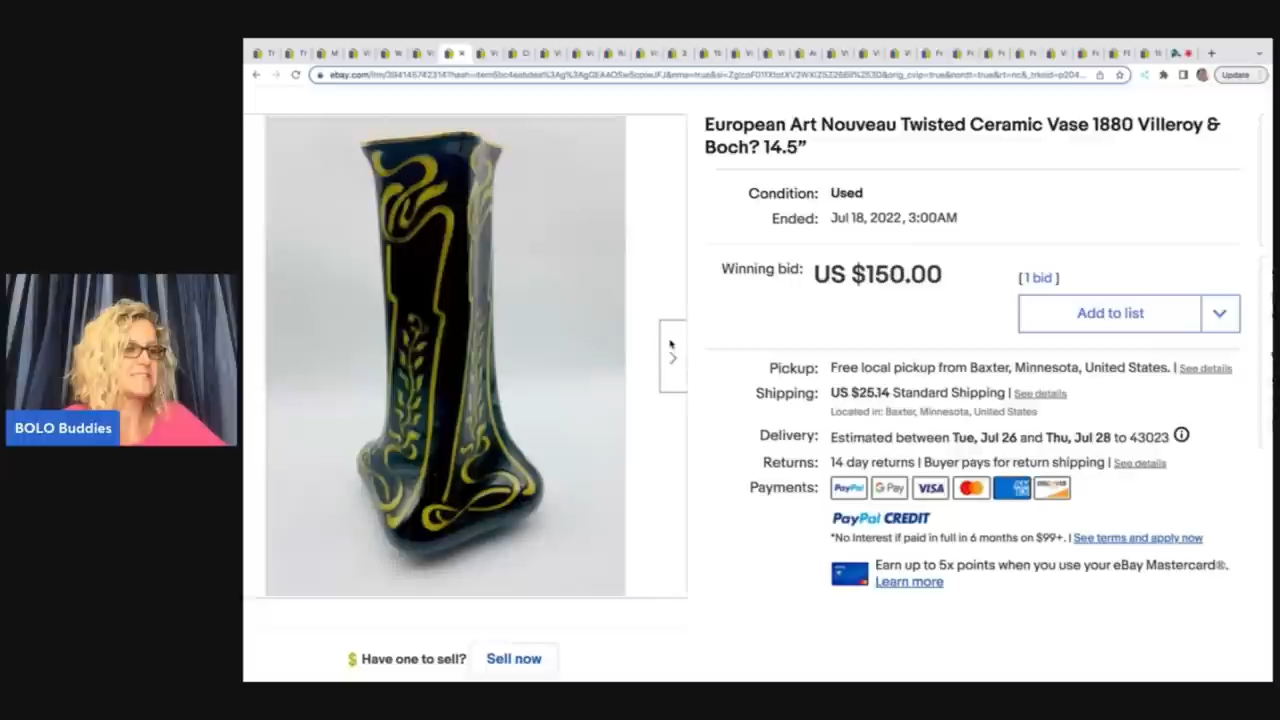 Update
European Art Nouveau Twisted Ceramic Vase 1880 Villeroy &
Boch? 14.5”
Condition: Used
Ended: Jul 18, 2022, 3:00AM
Winning bid: US $150.00 [ 1 bid ]
Add to list
Pickup: Free local pickup from Baxter, Minnesota, United States. | See details
Shipping: US $25.14 Standard Shipping | See details
Located in: Baxter, Minnesota, United States
Delivery: Estimated between Tue, Jul 26 and Thu, Jul 28 to 43023
Returns: 14 day returns | Buyer pays for return shipping | See details
Payments: PayPal G Pay VISA
PayPal CREDIT
*No Interest if paid in full in 6 months on $99+. | See terms and apply now
Earn up to 5x points when you use your eBay Mastercard®.
Learn more
BOLO Buddies
$ Have one to sell? Sell now